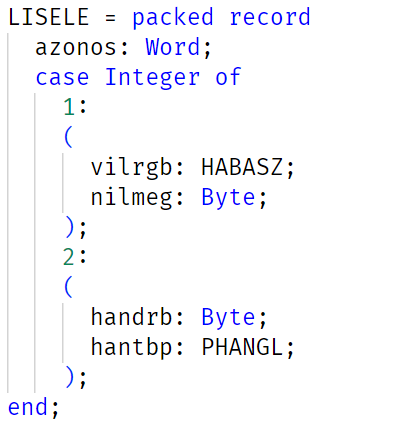 LISELE = packed record
azonos: Word;
case Integer of
1:
(
vilrgb: HABASZ;
nilmeg: Byte;
);
2:
(
handrb: Byte;
hantbp: PHANGL;
);
end;